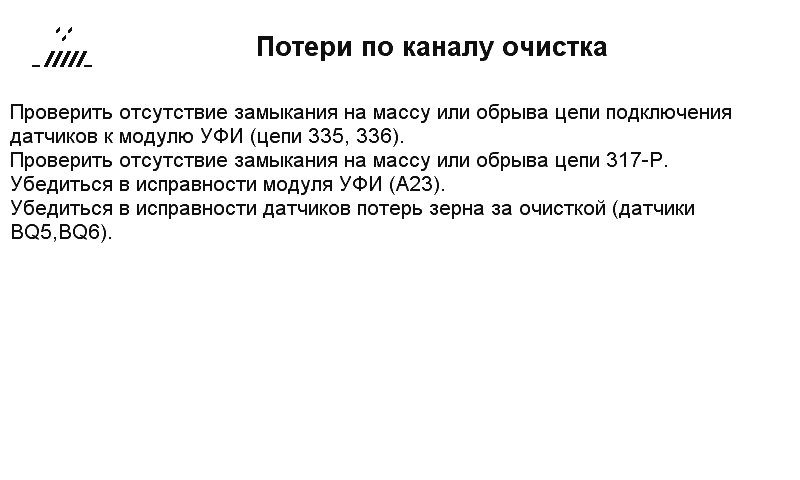 Потери по каналу очистка
Проверить отсутствие замыкания на массу или обрыва цепи подключения
датчиков к модулю УФИ (цепи 335, 336).
Проверить отсутствие замыкания на массу или обрыва цепи 317-Р.
Убедиться в исправности модуля УФИ (А23).
Убедиться в исправности датчиков потерь зерна за очисткой (датчики
BQ5,BQ6).